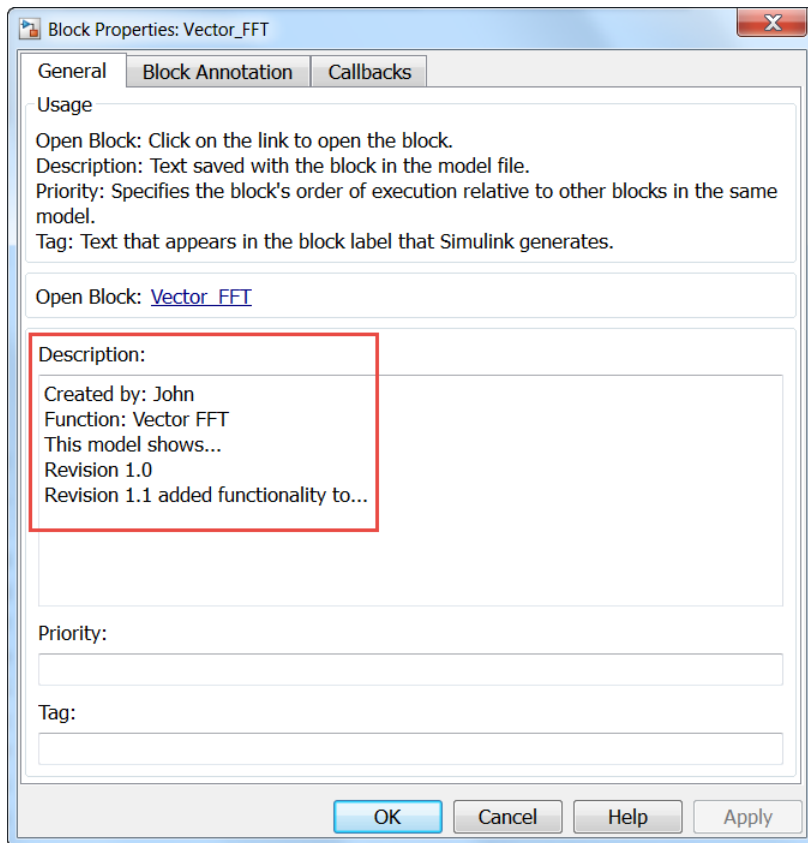 Block Properties: Vector_FFT
X
General
Block Annotation
Callbacks
Usage
Open Block: Click on the link to open the block.
Description: Text saved with the block in the model file.
Priority: Specifies the block's order of execution relative to other blocks in the same
model.
Tag: Text that appears in the block label that Simulink generates.
Open Block: Vector_FFT
Description:
Created by: John
Function: Vector FFT
This model shows...
Revision 1.0
Revision 1.1 added functionality to...
Priority:
Tag:
OK
Cancel
Help
Apply